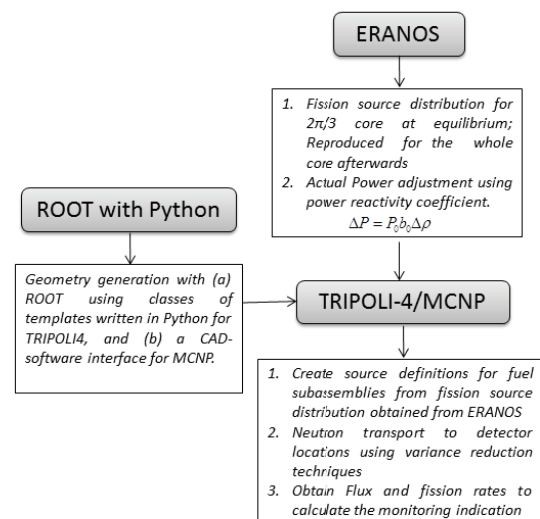 ERANOS
1. Fission source distribution for
2π/3 core at equilibrium;
Reproduced for the whole
core afterwards
2. Actual Power adjustment using
power reactivity coefficient.
ΔP = P₀b₀Δρ
ROOT with Python
Geometry generation with (a)
ROOT using classes of
templates written in Python for
TRIPOLI4, and (b) a CAD-
software interface for MCNP.
TRIPOLI-4/MCNP
1. Create source definitions for fuel
subassemblies from fission source
distribution obtained from ERANOS
2. Neutron transport to detector
locations using variance reduction
techniques
3. Obtain Flux and fission rates to
calculate the monitoring indication